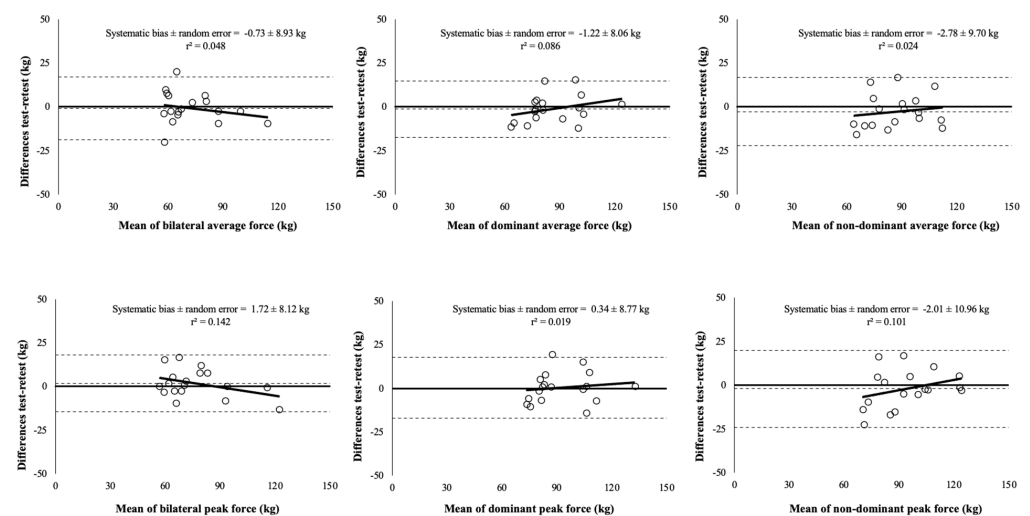 Systematic bias ± random error = -0.73 ± 8.93 kg
r² = 0.048
Differences test-retest (kg)
50
25
0
-25
-50
0 30 60 90 120 150
Mean of bilateral average force (kg)
Systematic bias ± random error = -1.22 ± 8.06 kg
r² = 0.086
Differences test-retest (kg)
50
25
0
-25
-50
0 30 60 90 120 150
Mean of dominant average force (kg)
Systematic bias ± random error = -2.78 ± 9.70 kg
r² = 0.024
Differences test-retest (kg)
50
25
0
-25
-50
0 30 60 90 120 150
Mean of non-dominant average force (kg)
Systematic bias ± random error = 1.72 ± 8.12 kg
r² = 0.142
Differences test-retest (kg)
50
25
0
-25
-50
0 30 60 90 120 150
Mean of bilateral peak force (kg)
Systematic bias ± random error = 0.34 ± 8.77 kg
r² = 0.019
Differences test-retest (kg)
50
25
0
-25
-50
0 30 60 90 120 150
Mean of dominant peak force (kg)
Systematic bias ± random error = -2.01 ± 10.96 kg
r² = 0.101
Differences test-retest (kg)
50
25
0
-25
-50
0 30 60 90 120 150
Mean of non-dominant peak force (kg)